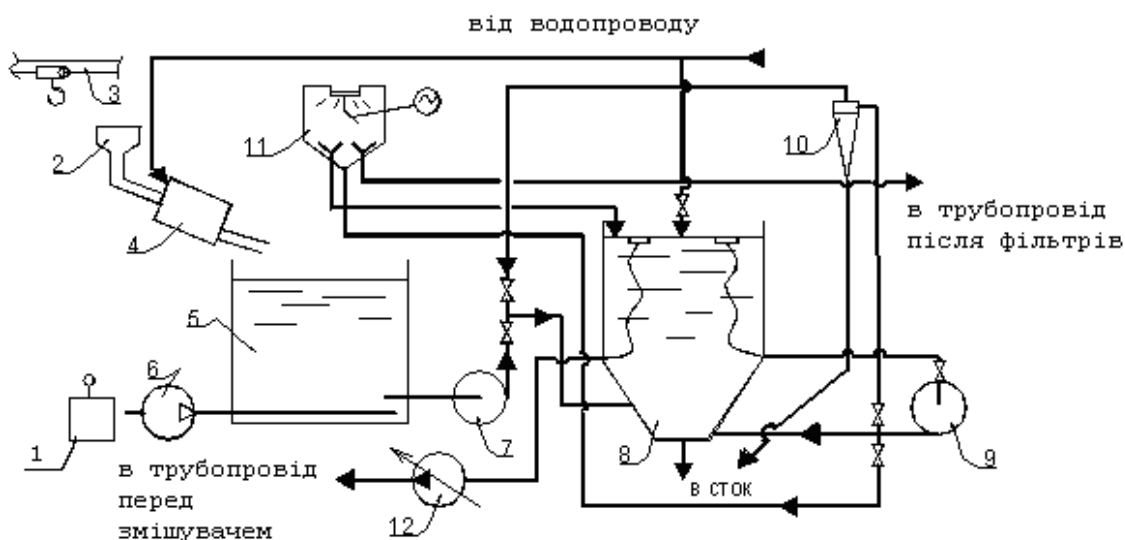 від водопроводу
3
2
11
10
4
в трубопровід
після фільтрів
5
6
1
7
8
9
в трубопровід
перед
змішувачем
12
В СТОК